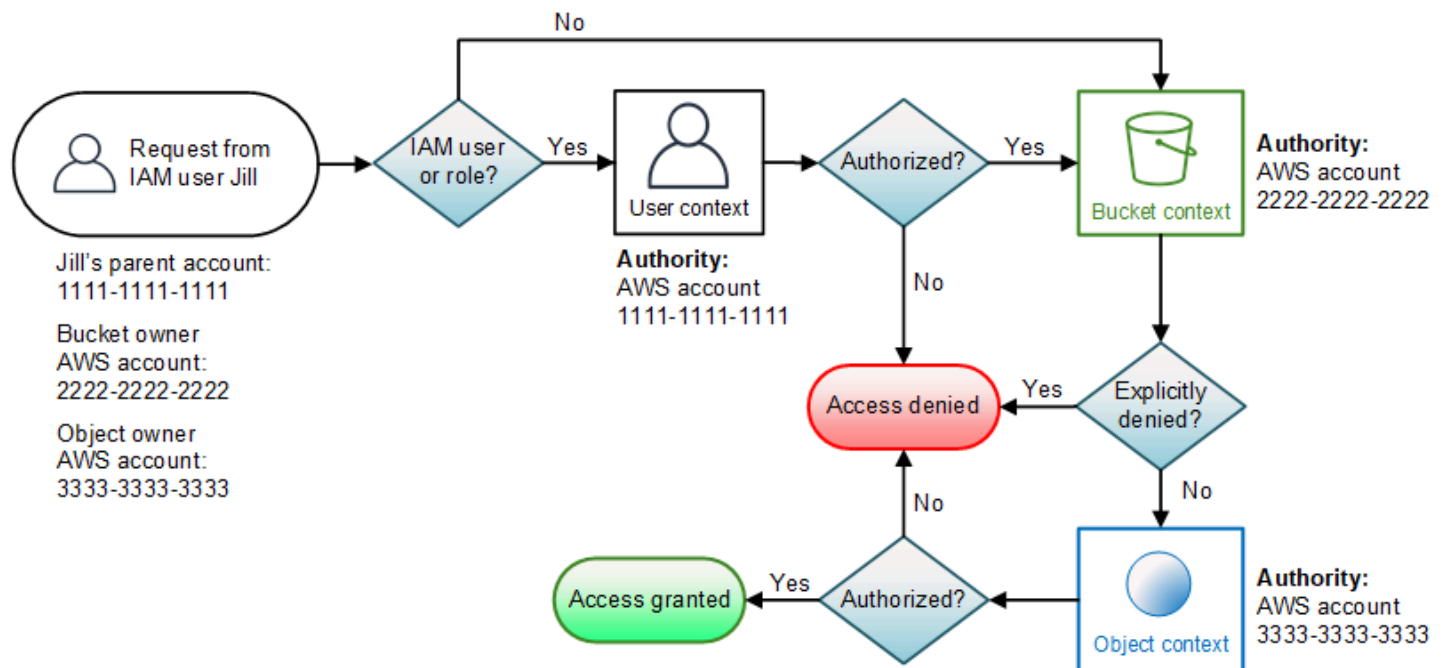 No
Request from
IAM user Jill
IAM user
or role?
Yes
User context
Authorized?
Yes
Bucket context
Authority:
AWS account
2222-2222-2222
Jill's parent account:
1111-1111-1111
Bucket owner
AWS account:
2222-2222-2222
Object owner
AWS account:
3333-3333-3333
Authority:
AWS account
1111-1111-1111
No
Access denied
Yes
Explicitly
denied?
No
No
Access granted
Yes
Authorized?
Object context
Authority:
AWS account
3333-3333-3333